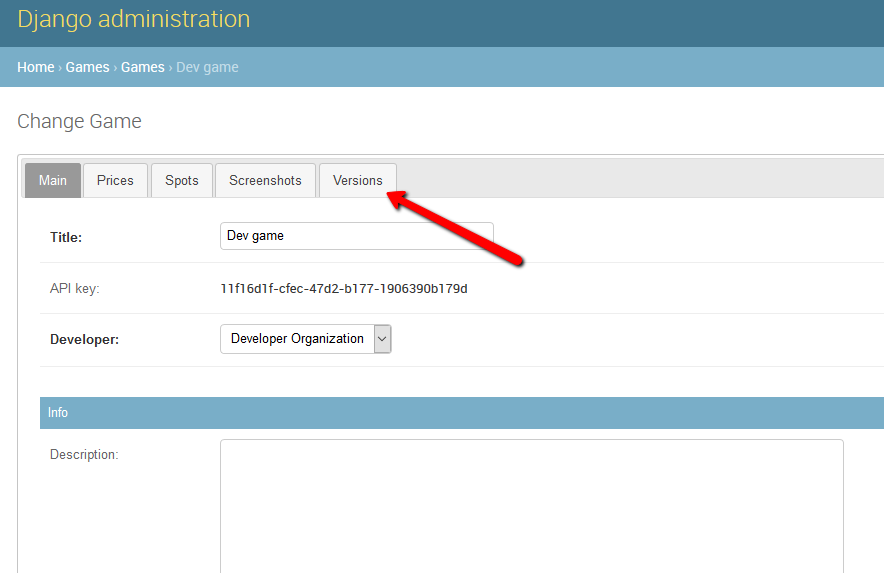 Django administration
Home › Games › Games › Dev game
Change Game
Main Prices Spots Screenshots Versions
Title: Dev game
API key: 11f16d1f-cfec-47d2-b177-1906390b179d
Developer: Developer Organization
Info
Description: